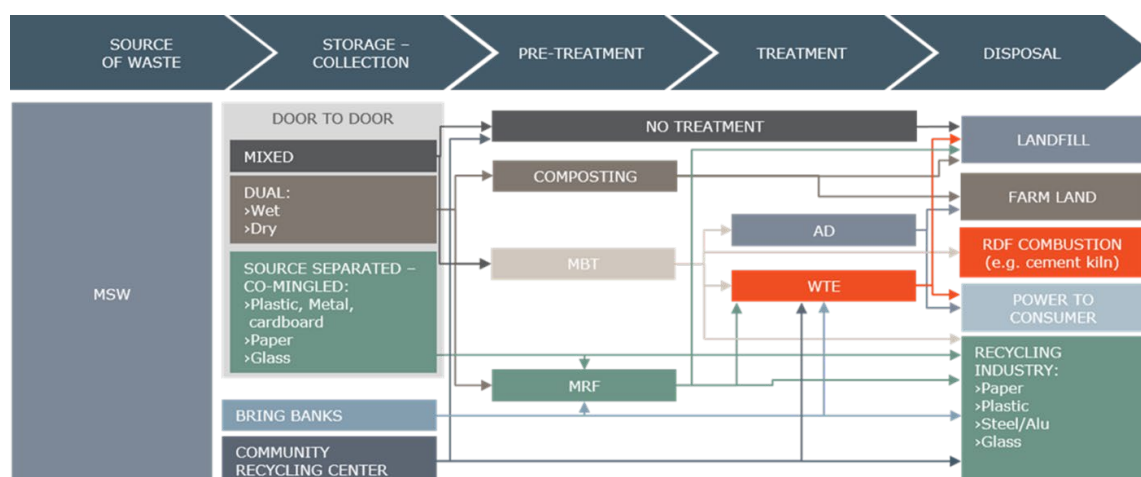 SOURCE
OF WASTE
STORAGE –
COLLECTION
PRE-TREATMENT
TREATMENT
DISPOSAL
MSW
DOOR TO DOOR
MIXED
DUAL:
›Wet
›Dry
SOURCE SEPARATED –
CO-MINGLED:
›Plastic, Metal,
cardboard
›Paper
›Glass
BRING BANKS
COMMUNITY
RECYCLING CENTER
NO TREATMENT
COMPOSTING
MBT
MRF
AD
WTE
LANDFILL
FARM LAND
RDF COMBUSTION
(e.g. cement kiln)
POWER TO
CONSUMER
RECYCLING
INDUSTRY:
›Paper
›Plastic
›Steel/Alu
›Glass